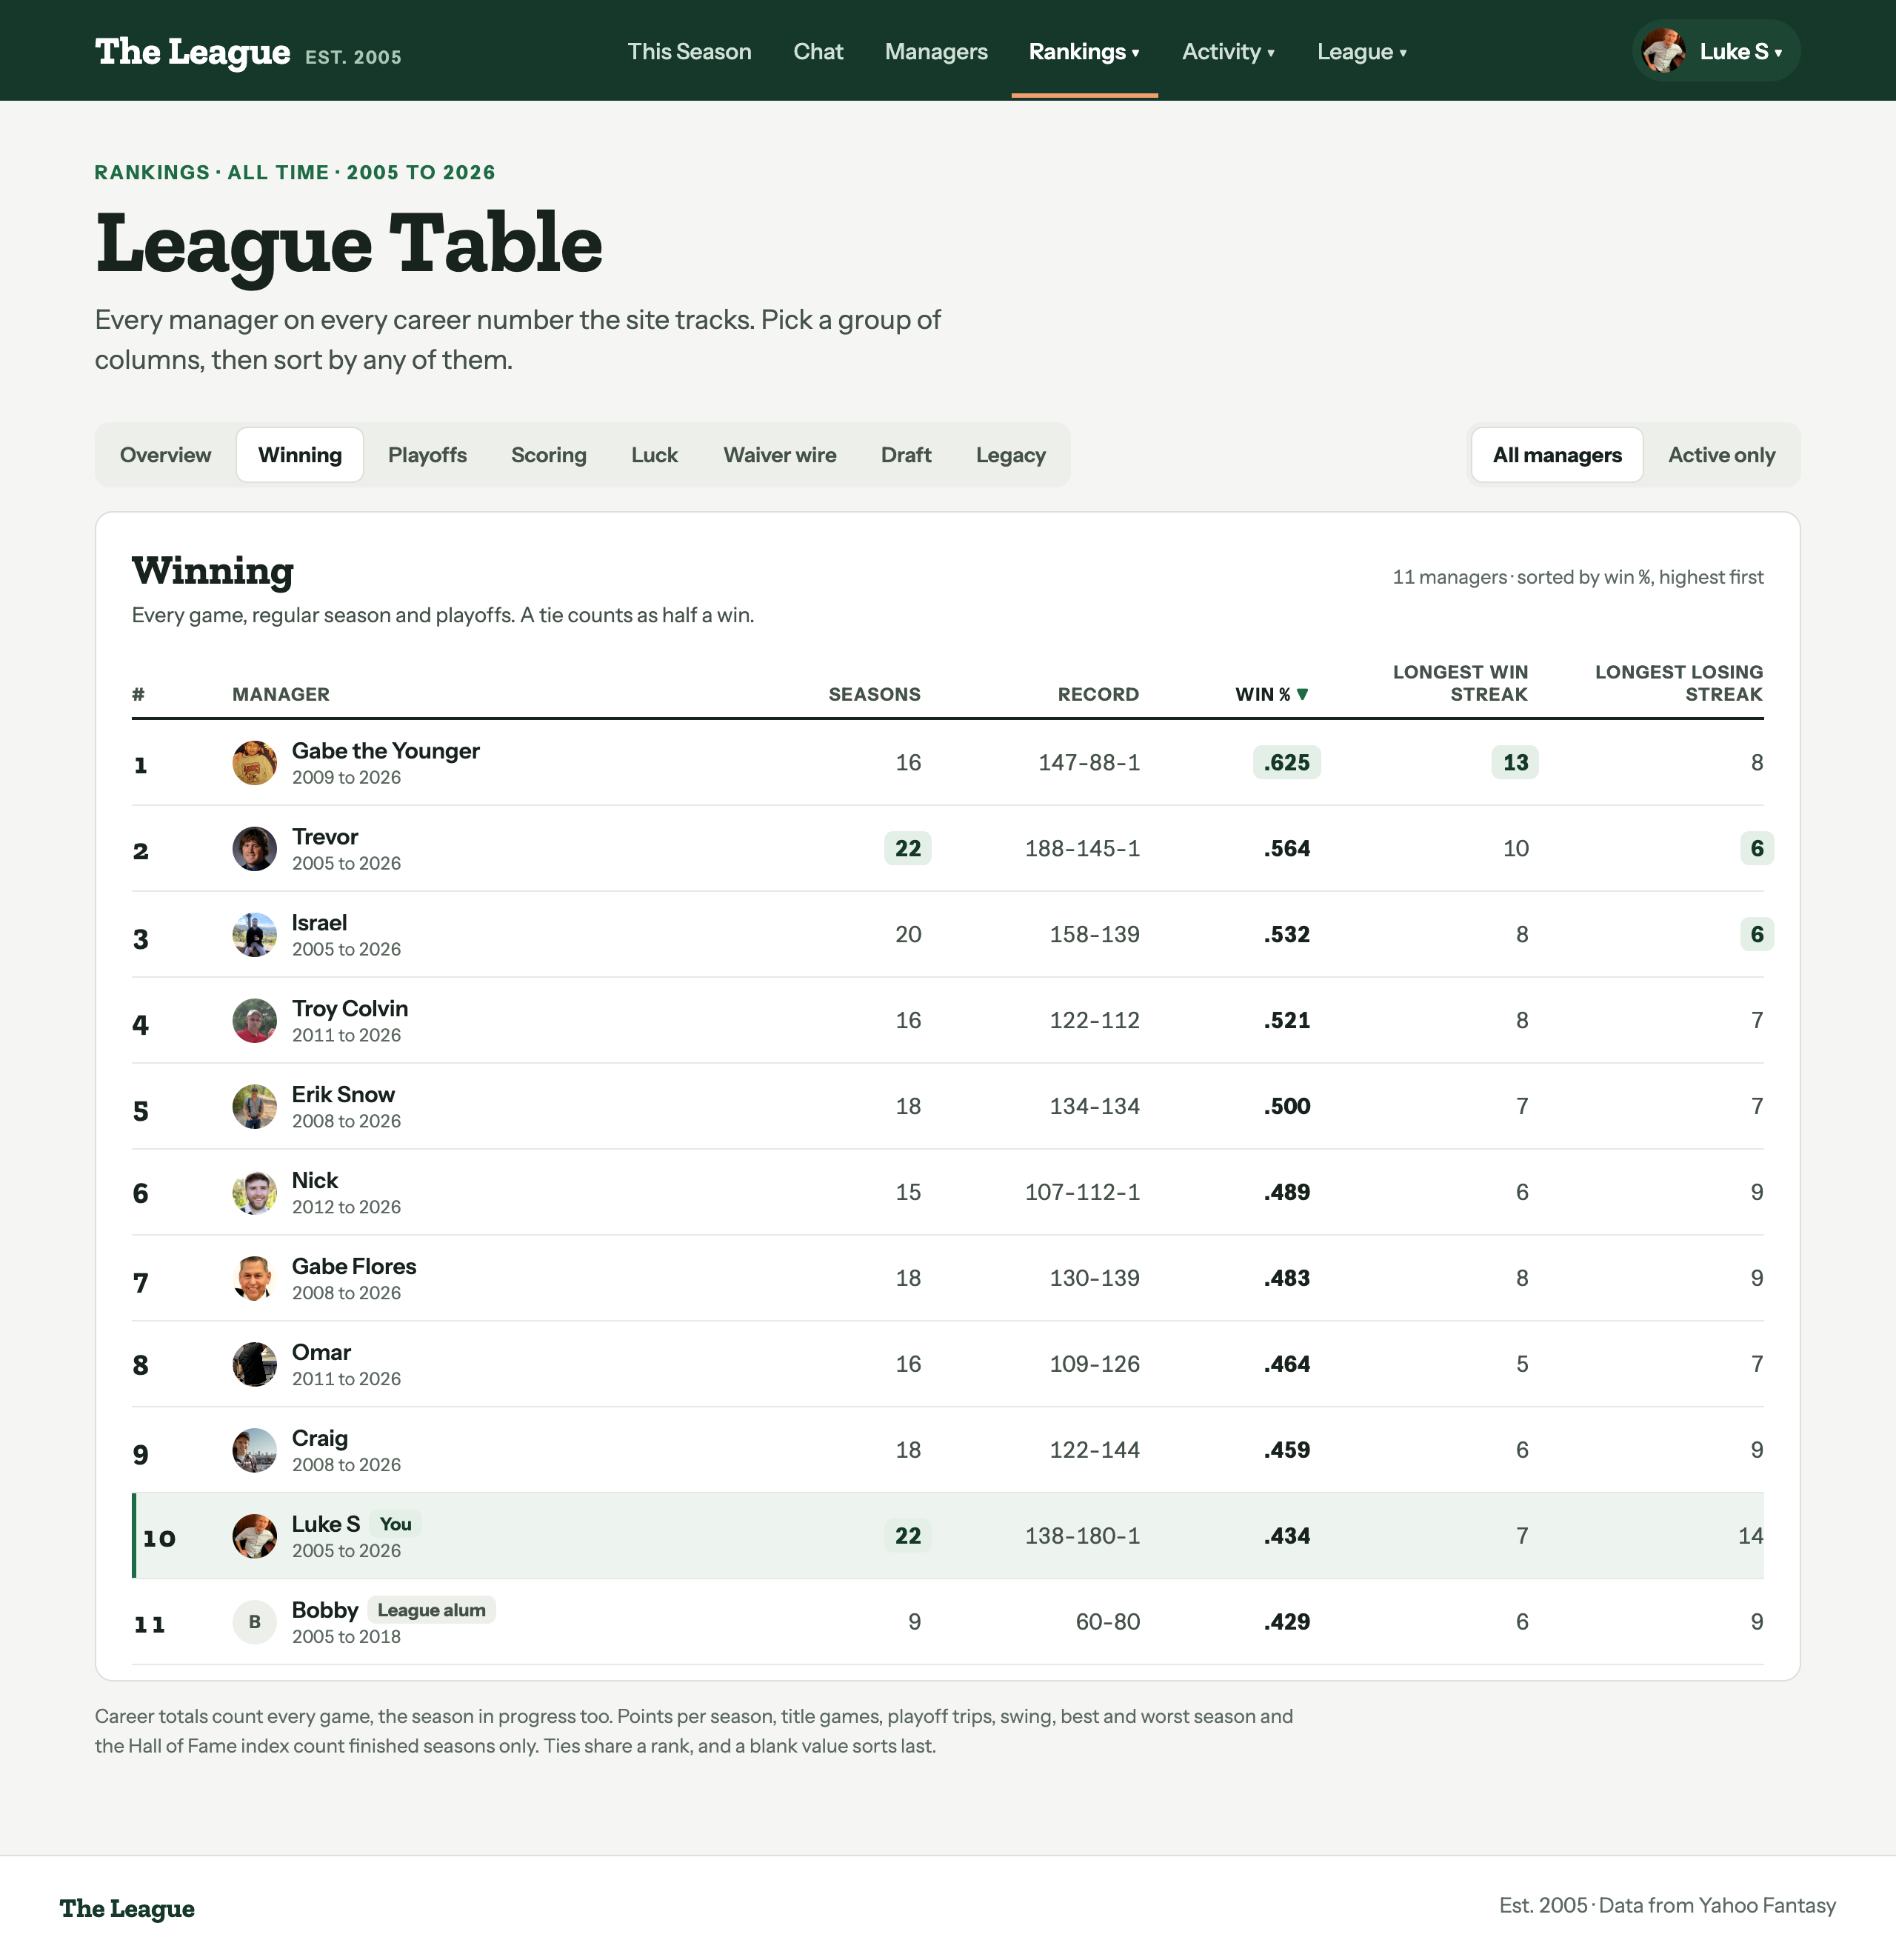 The League EST. 2005 This Season Chat Managers Rankings ▾ Activity ▾ League ▾ Luke S ▾
RANKINGS · ALL TIME · 2005 TO 2026
League Table
Every manager on every career number the site tracks. Pick a group of
columns, then sort by any of them.
Overview Winning Playoffs Scoring Luck Waiver wire Draft Legacy All managers Active only
Winning
11 managers · sorted by win %, highest first
Every game, regular season and playoffs. A tie counts as half a win.
# MANAGER SEASONS RECORD WIN % ▼ LONGEST WIN STREAK LONGEST LOSING STREAK
1 Gabe the Younger 16 147-88-1 .625 13 8
2009 to 2026
2 Trevor 22 188-145-1 .564 10 6
2005 to 2026
3 Israel 20 158-139 .532 8 6
2005 to 2026
4 Troy Colvin 16 122-112 .521 8 7
2011 to 2026
5 Erik Snow 18 134-134 .500 7 7
2008 to 2026
6 Nick 15 107-112-1 .489 6 9
2012 to 2026
7 Gabe Flores 18 130-139 .483 8 9
2008 to 2026
8 Omar 16 109-126 .464 5 7
2011 to 2026
9 Craig 18 122-144 .459 6 9
2008 to 2026
10 Luke S You 22 138-180-1 .434 7 14
2005 to 2026
11 B Bobby League alum 9 60-80 .429 6 9
2005 to 2018
Career totals count every game, the season in progress too. Points per season, title games, playoff trips, swing, best and worst season and
the Hall of Fame index count finished seasons only. Ties share a rank, and a blank value sorts last.
The League Est. 2005 · Data from Yahoo Fantasy